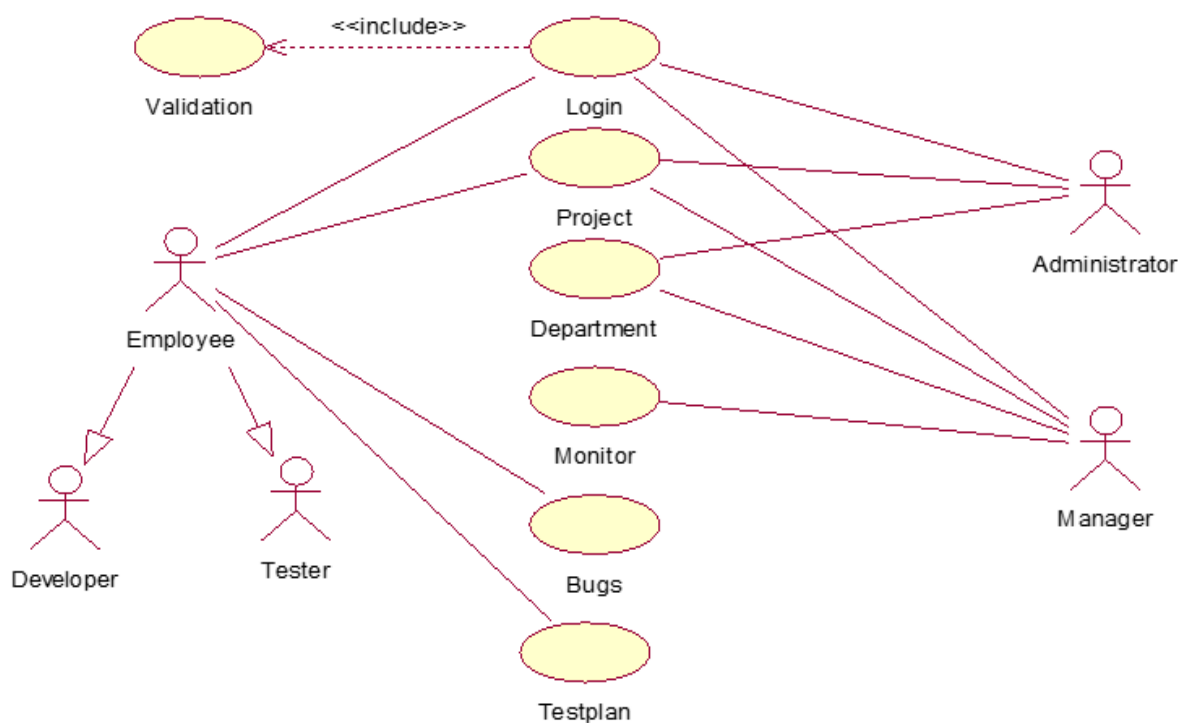 <<include>>
Validation
Login
Project
Administrator
Department
Employee
Monitor
Manager
Developer
Tester
Bugs
Testplan